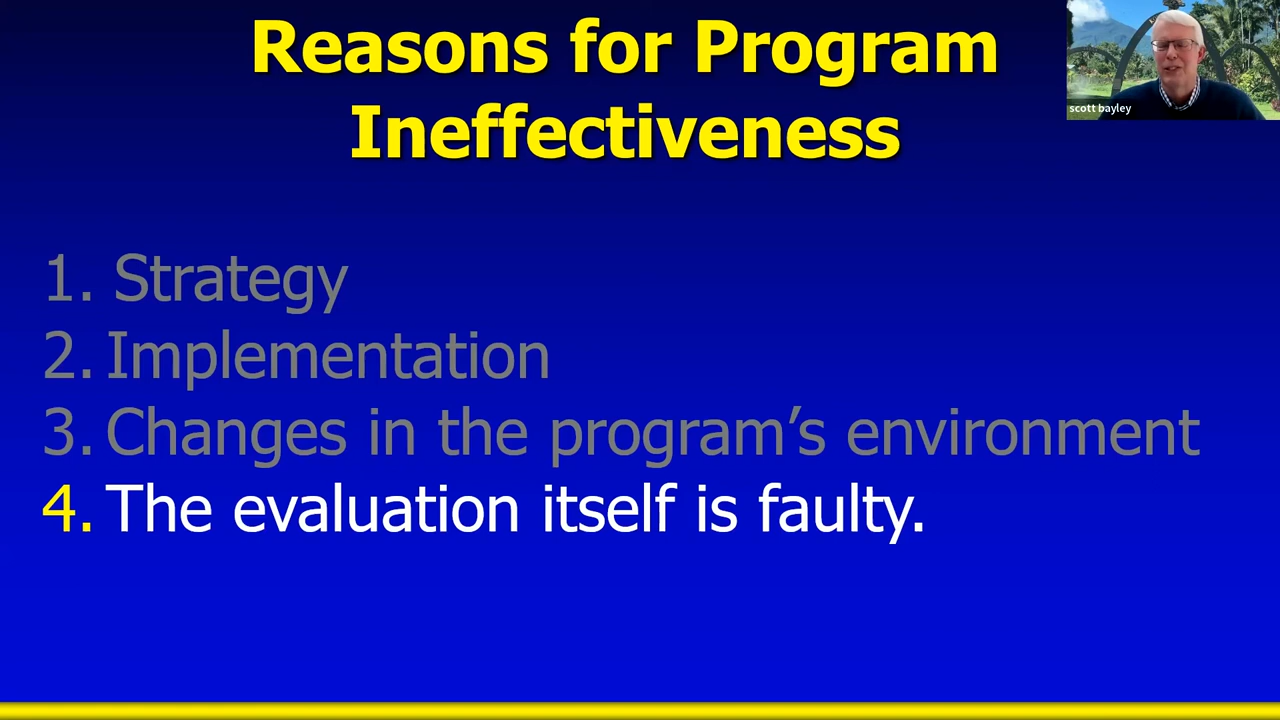 Reasons for Program
Ineffectiveness
scott bayley
1. Strategy
2. Implementation
3. Changes in the program’s environment
4. The evaluation itself is faulty.